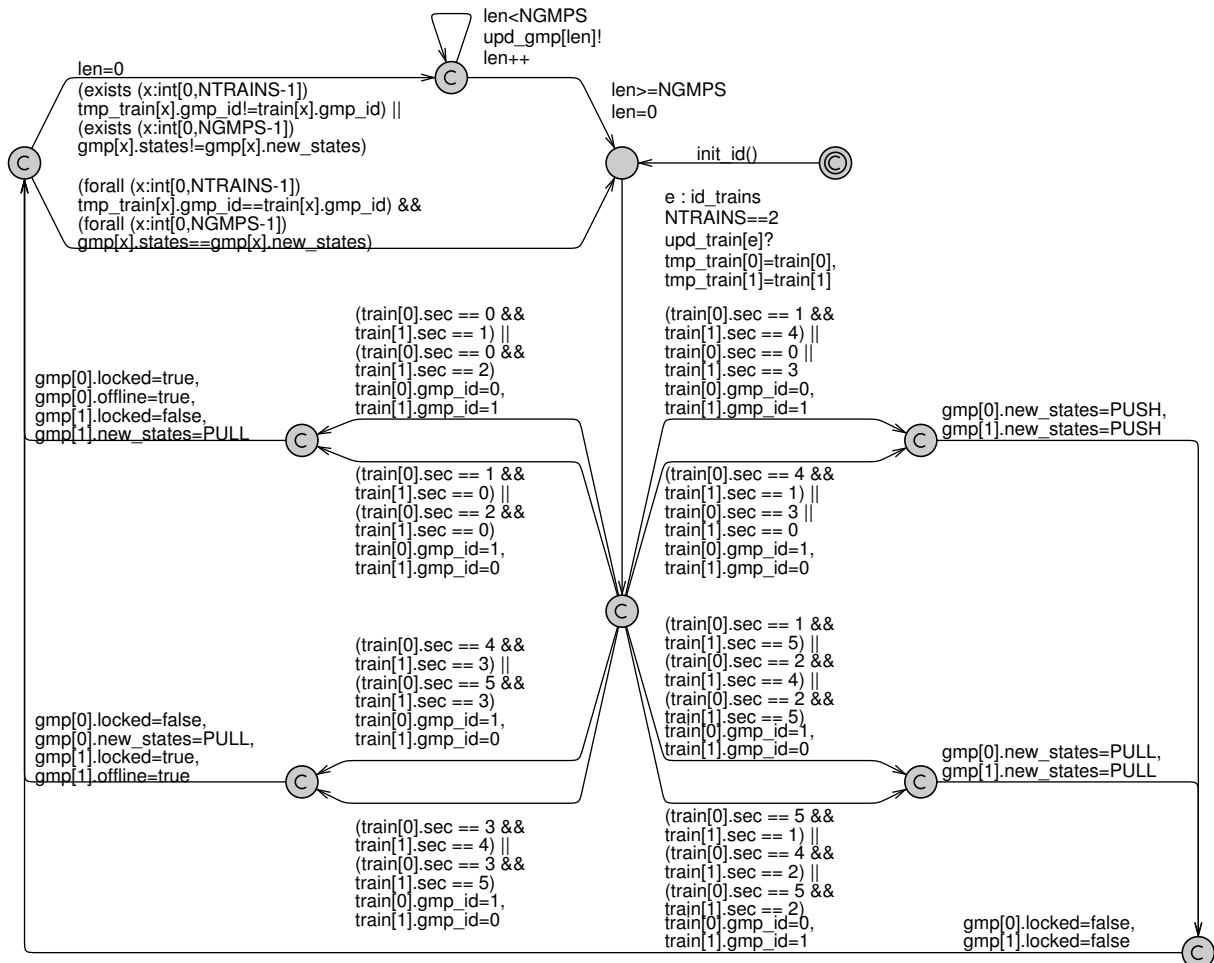 len<NGMPS
upd_gmp[len]!
len++
len=0
(exists (x:int[0,NTRAINS-1])
tmp_train[x].gmp_id!=train[x].gmp_id) ||
(exists (x:int[0,NGMPS-1])
gmp[x].states!=gmp[x].new_states)
len>=NGMPS
len=0
C
C
init_id()
C
(forall (x:int[0,NTRAINS-1])
tmp_train[x].gmp_id==train[x].gmp_id) &&
(forall (x:int[0,NGMPS-1])
gmp[x].states==gmp[x].new_states)
e : id_trains
NTRAINS==2
upd_train[e]?
tmp_train[0]=train[0],
tmp_train[1]=train[1]
(train[0].sec == 0 &&
train[1].sec == 1) ||
(train[0].sec == 0 &&
train[1].sec == 2)
train[0].gmp_id=0,
train[1].gmp_id=1
(train[0].sec == 1 &&
train[1].sec == 4) ||
train[0].sec == 0 ||
train[1].sec == 3
train[0].gmp_id=0,
train[1].gmp_id=1
gmp[0].locked=true,
gmp[0].offline=true,
gmp[1].locked=false,
gmp[1].new_states=PULL
C
C
gmp[0].new_states=PUSH,
gmp[1].new_states=PUSH
(train[0].sec == 1 &&
train[1].sec == 0) ||
(train[0].sec == 2 &&
train[1].sec == 0)
train[0].gmp_id=1,
train[1].gmp_id=0
(train[0].sec == 4 &&
train[1].sec == 1) ||
train[0].sec == 3 ||
train[1].sec == 0
train[0].gmp_id=1,
train[1].gmp_id=0
C
(train[0].sec == 4 &&
train[1].sec == 3) ||
(train[0].sec == 5 &&
train[1].sec == 3)
train[0].gmp_id=1,
train[1].gmp_id=0
(train[0].sec == 1 &&
train[1].sec == 5) ||
(train[0].sec == 2 &&
train[1].sec == 4) ||
(train[0].sec == 2 &&
train[1].sec == 5)
train[0].gmp_id=1,
train[1].gmp_id=0
gmp[0].locked=false,
gmp[0].new_states=PULL,
gmp[1].locked=true,
gmp[1].offline=true
C
C
gmp[0].new_states=PULL,
gmp[1].new_states=PULL
(train[0].sec == 3 &&
train[1].sec == 4) ||
(train[0].sec == 3 &&
train[1].sec == 5)
train[0].gmp_id=1,
train[1].gmp_id=0
(train[0].sec == 5 &&
train[1].sec == 1) ||
(train[0].sec == 4 &&
train[1].sec == 2) ||
(train[0].sec == 5 &&
train[1].sec == 2)
train[0].gmp_id=0,
train[1].gmp_id=1
gmp[0].locked=false,
gmp[1].locked=false
C